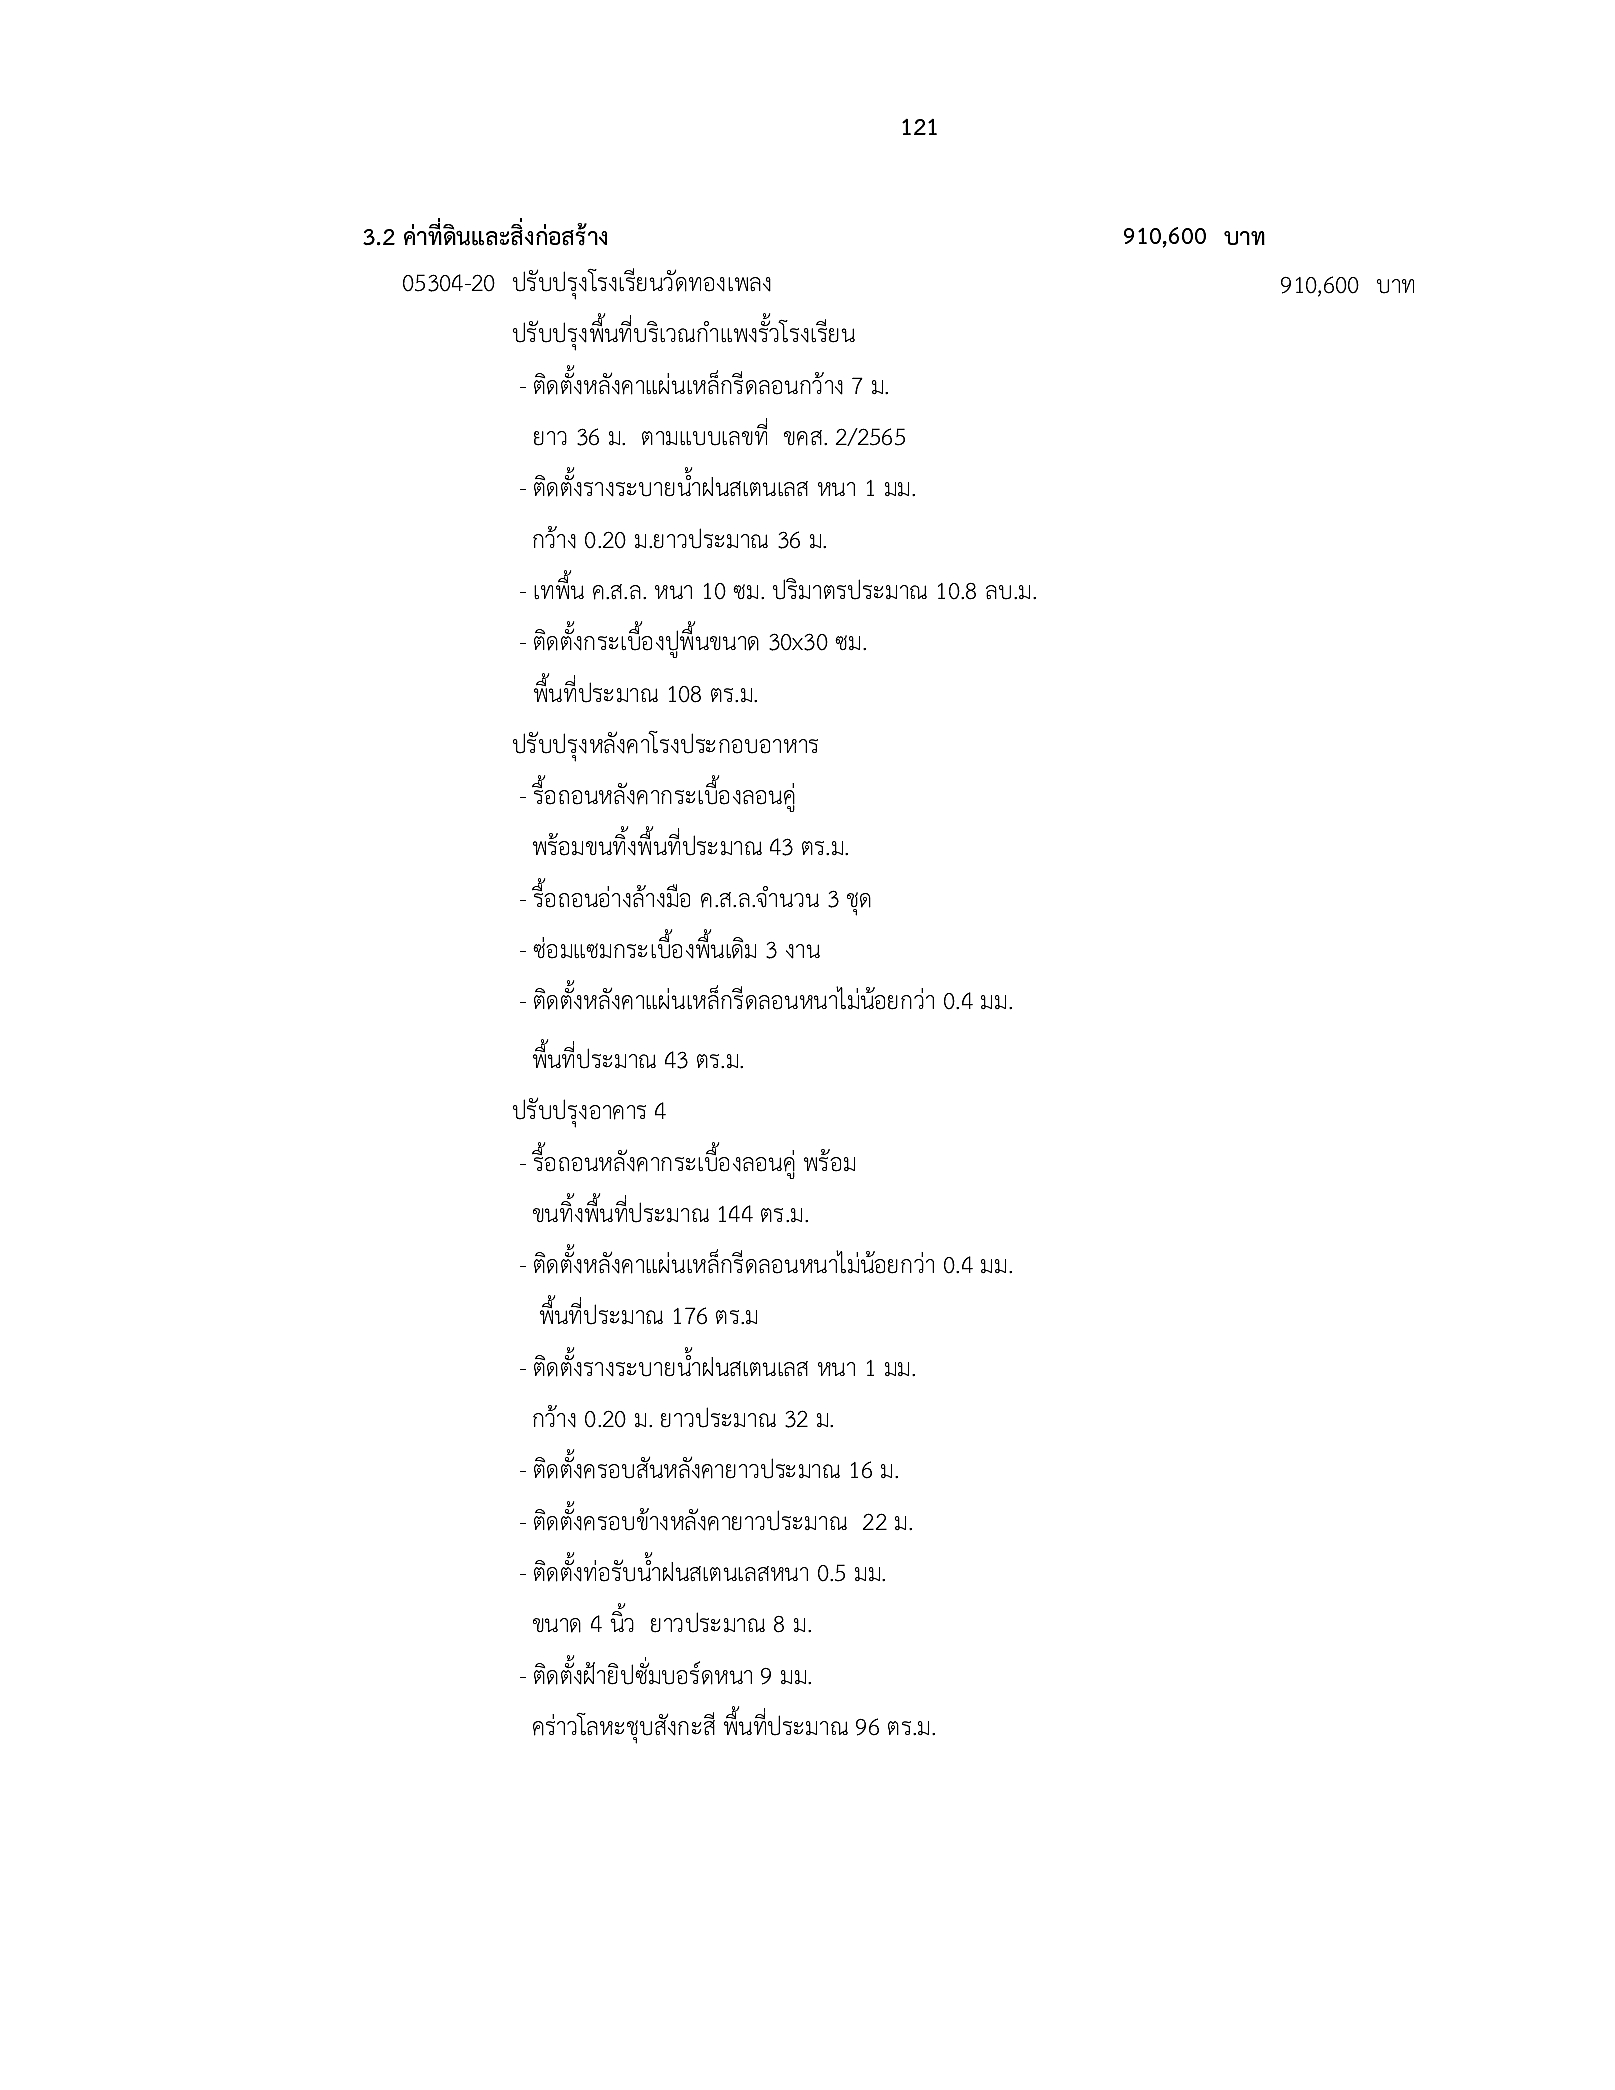 121
3.2 ค่าที่ดินและสิ่งก่อสร้าง 910,600 บาท
05304-20 ปรับปรุงโรงเรียนวัดทองเพลง 910,600 บาท
ปรับปรุงพื้นที่บริเวณกำแพงรั้วโรงเรียน
- ติดตั้งหลังคาแผ่นเหล็กรีดลอนกว้าง 7 ม.
ยาว 36 ม. ตามแบบเลขที่ ขคส. 2/2565
- ติดตั้งรางระบายน้ำฝนสเตนเลส หนา 1 มม.
กว้าง 0.20 ม.ยาวประมาณ 36 ม.
- เทพื้น ค.ส.ล. หนา 10 ซม. ปริมาตรประมาณ 10.8 ลบ.ม.
- ติดตั้งกระเบื้องปูพื้นขนาด 30x30 ซม.
พื้นที่ประมาณ 108 ตร.ม.
ปรับปรุงหลังคาโรงประกอบอาหาร
- รื้อถอนหลังคากระเบื้องลอนคู่
พร้อมขนทิ้งพื้นที่ประมาณ 43 ตร.ม.
- รื้อถอนอ่างล้างมือ ค.ส.ล.จำนวน 3 ชุด
- ซ่อมแซมกระเบื้องพื้นเดิม 3 งาน
- ติดตั้งหลังคาแผ่นเหล็กรีดลอนหนาไม่น้อยกว่า 0.4 มม.
พื้นที่ประมาณ 43 ตร.ม.
ปรับปรุงอาคาร 4
- รื้อถอนหลังคากระเบื้องลอนคู่ พร้อม
ขนทิ้งพื้นที่ประมาณ 144 ตร.ม.
- ติดตั้งหลังคาแผ่นเหล็กรีดลอนหนาไม่น้อยกว่า 0.4 มม.
พื้นที่ประมาณ 176 ตร.ม
- ติดตั้งรางระบายน้ำฝนสเตนเลส หนา 1 มม.
กว้าง 0.20 ม. ยาวประมาณ 32 ม.
- ติดตั้งครอบสันหลังคายาวประมาณ 16 ม.
- ติดตั้งครอบข้างหลังคายาวประมาณ 22 ม.
- ติดตั้งท่อรับน้ำฝนสเตนเลสหนา 0.5 มม.
ขนาด 4 นิ้ว ยาวประมาณ 8 ม.
- ติดตั้งฝ้ายิปซั่มบอร์ดหนา 9 มม.
คร่าวโลหะชุบสังกะสี พื้นที่ประมาณ 96 ตร.ม.